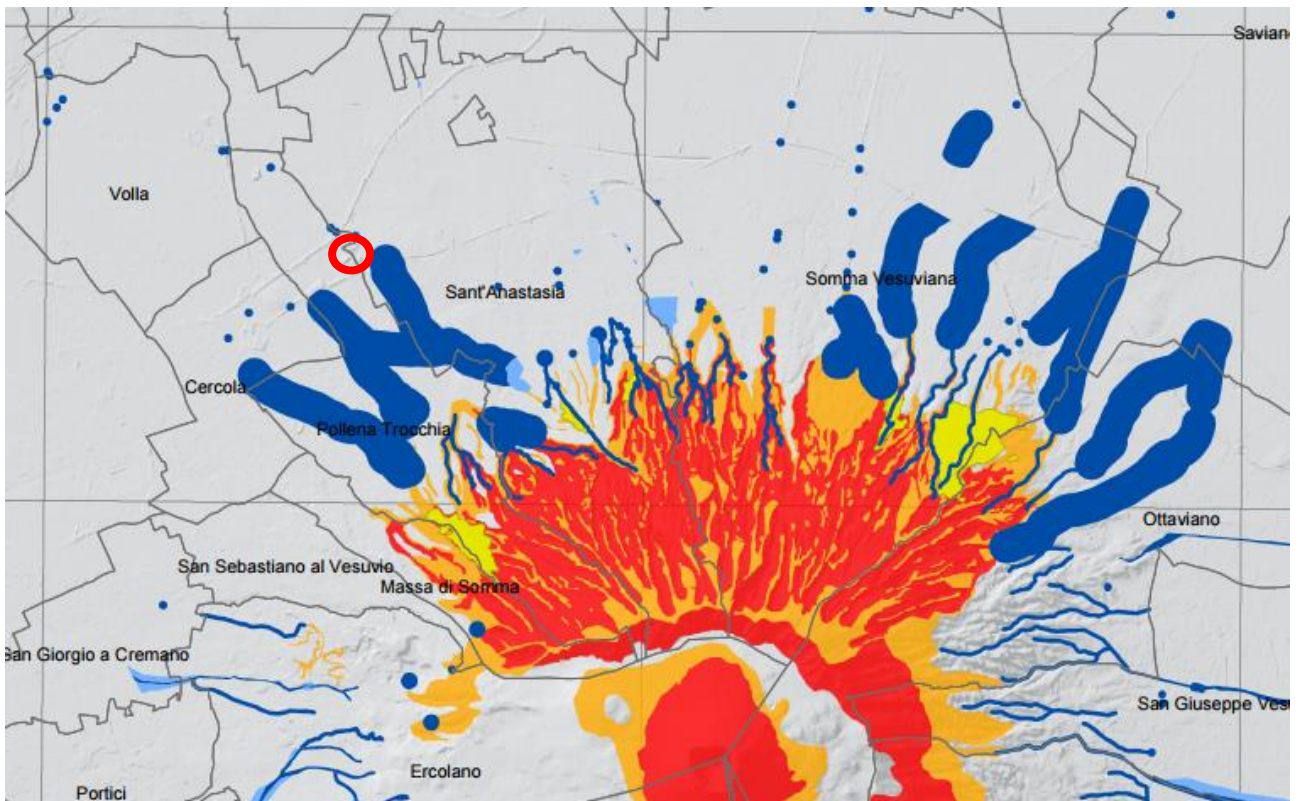 Savian
Volla
Sant'Anastasia
Somma Vesuviana
Cercola
Pollena Trocchia
Ottaviano
San Sebastiano al Vesuvio
Massa di Somma
San Giorgio a Cremano
San Giuseppe Ves
Ercolano
Portici